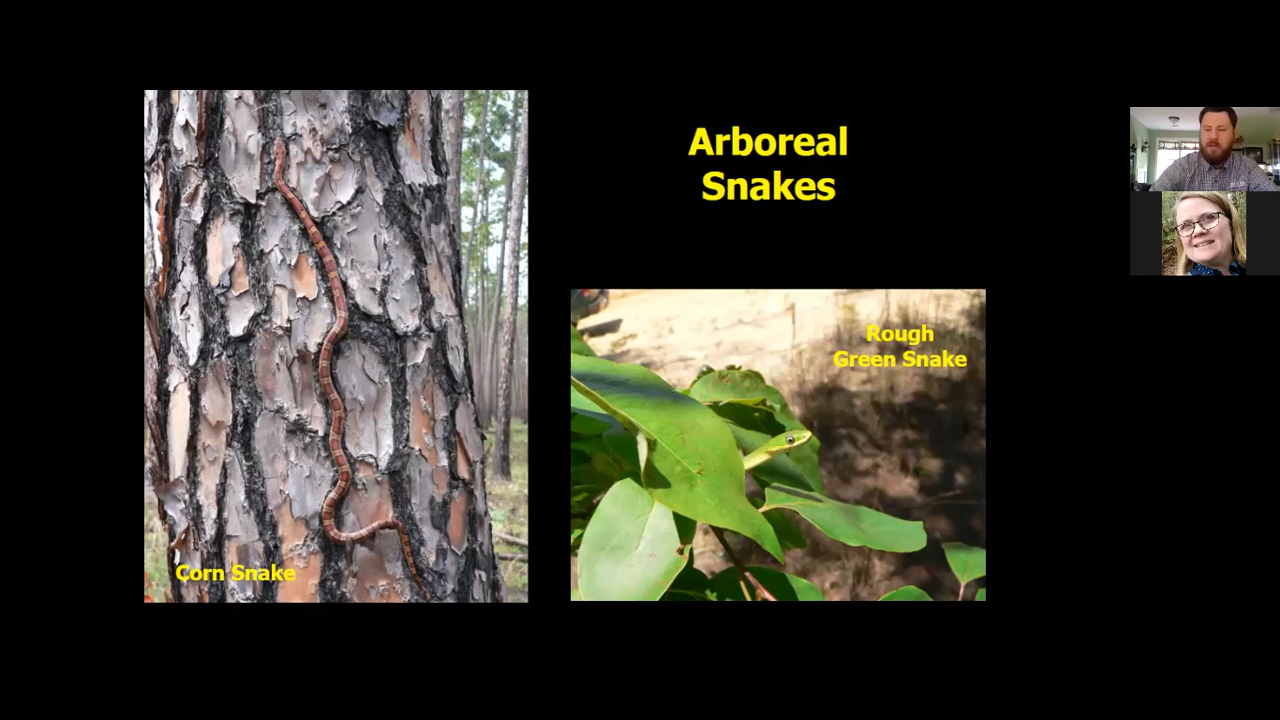 Arboreal
Snakes
Rough
Green Snake
Corn Snake